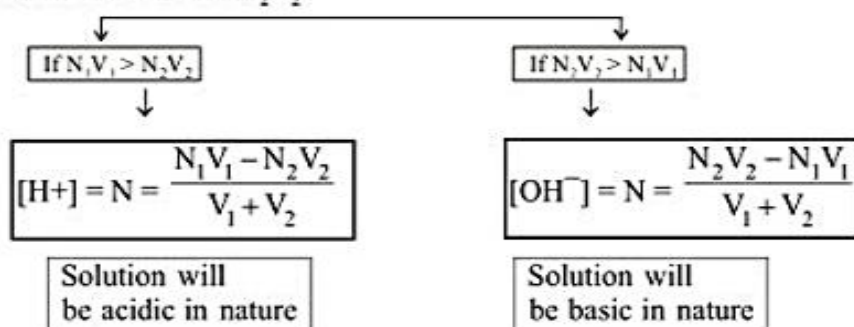 If N₁V₁ > N₂V₂
If N₂V₂ > N₁V₁
[H+] = N = (N₁V₁ – N₂V₂) / (V₁ + V₂)
[OH⁻] = N = (N₂V₂ – N₁V₁) / (V₁ + V₂)
Solution will
be acidic in nature
Solution will
be basic in nature